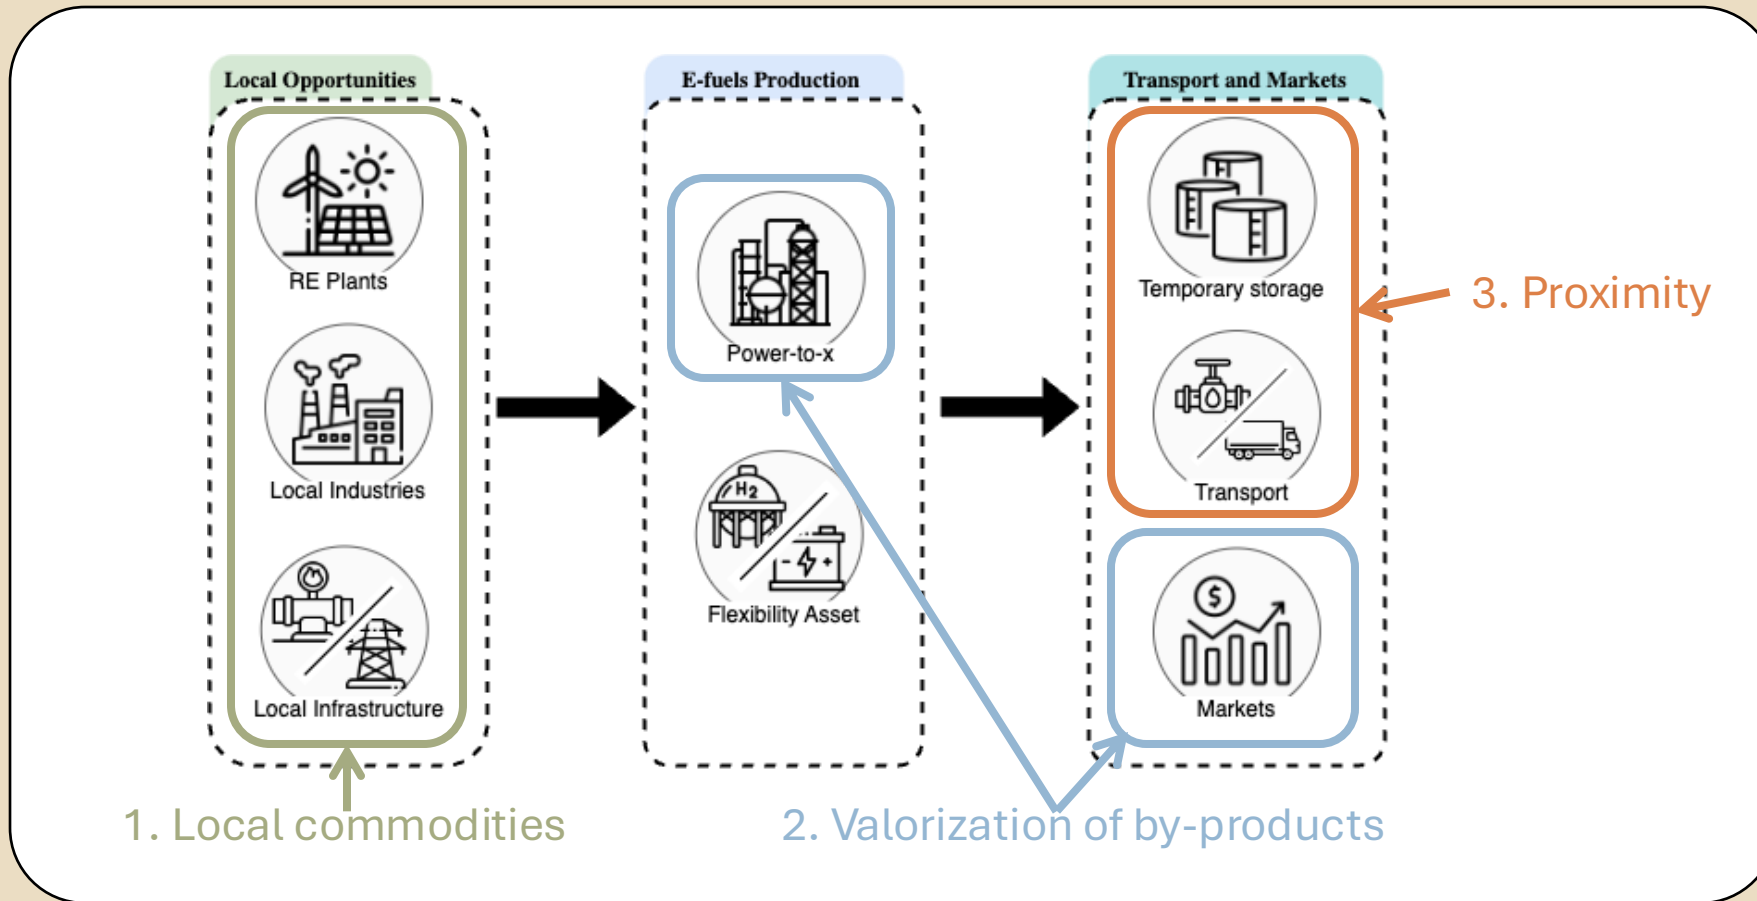 Local Opportunities
RE Plants
Local Industries
Local Infrastructure
1. Local commodities
E-fuels Production
Power-to-x
H2
- +
Flexibility Asset
2. Valorization of by-products
Transport and Markets
Temporary storage
Transport
$
Markets
3. Proximity